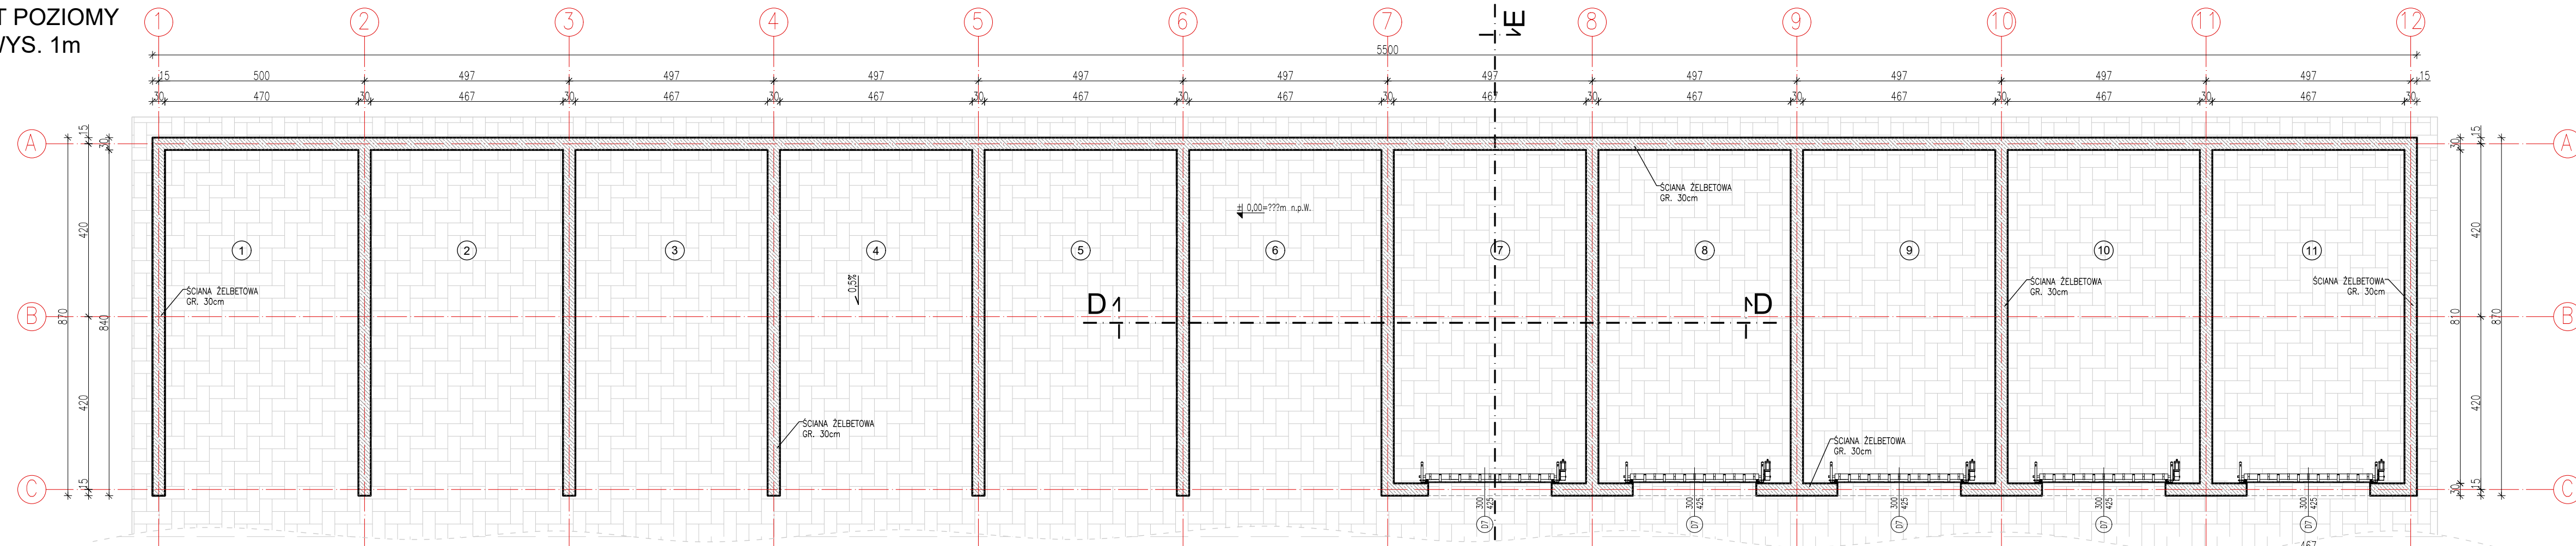 T POZIOMY
WYS. 1m
1 2 3 4 5 6 7 8 9 10 11 12
E
5500
15 500 497 497 497 497 497 497 497 497 497 497 15
30 470 30 467 30 467 30 467 30 467 30 467 30 467 30 467 30 467 30 467 30 467 30
A
15
30
15
30
A
ŚCIANA ŻELBETOWA
GR. 30cm
± 0,00=???m n.p.W.
420
420
1 2 3 4 5 6 7 8 9 10 11
0,5%
ŚCIANA ŻELBETOWA
GR. 30cm
ŚCIANA ŻELBETOWA
GR. 30cm
ŚCIANA ŻELBETOWA
GR. 30cm
D D
B
870
840
810
870
B
420
420
ŚCIANA ŻELBETOWA
GR. 30cm
ŚCIANA ŻELBETOWA
GR. 30cm
C
15
30
15
C
300 300 300 300 300
425 425 425 425 425
D7 D7 D7 D7 D7
467